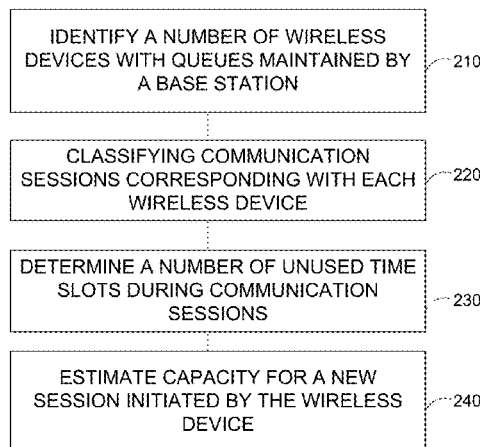 IDENTIFY A NUMBER OF WIRELESS
DEVICES WITH QUEUES MAINTAINED BY
A BASE STATION
210
CLASSIFYING COMMUNICATION
SESSIONS CORRESPONDING WITH EACH
WIRELESS DEVICE
220
DETERMINE A NUMBER OF UNUSED TIME
SLOTS DURING COMMUNICATION
SESSIONS
230
ESTIMATE CAPACITY FOR A NEW
SESSION INITIATED BY THE WIRELESS
DEVICE
240